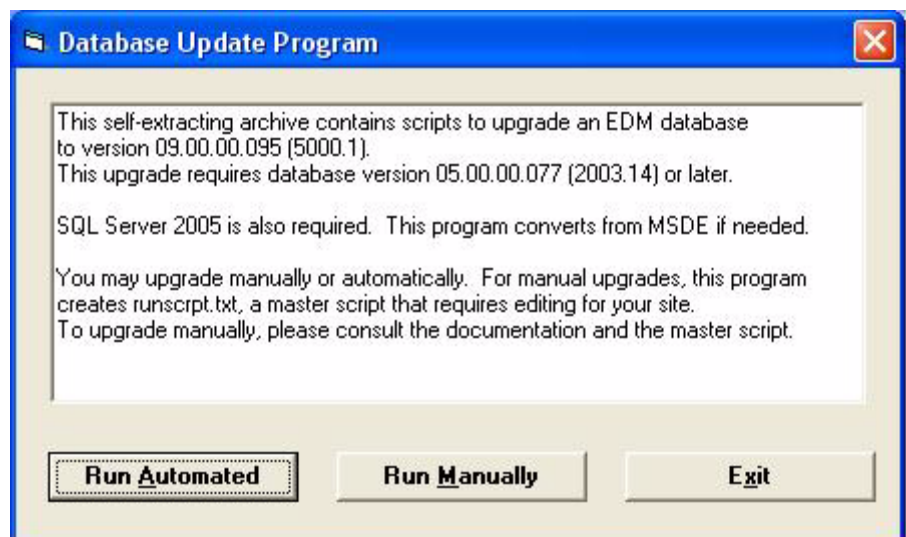 Database Update Program
This self-extracting archive contains scripts to upgrade an EDM database
to version 09.00.00.095 (5000.1).
This upgrade requires database version 05.00.00.077 (2003.14) or later.
SQL Server 2005 is also required.  This program converts from MSDE if needed.
You may upgrade manually or automatically.  For manual upgrades, this program
creates runscrpt.txt, a master script that requires editing for your site.
To upgrade manually, please consult the documentation and the master script.
Run Automated
Run Manually
Exit